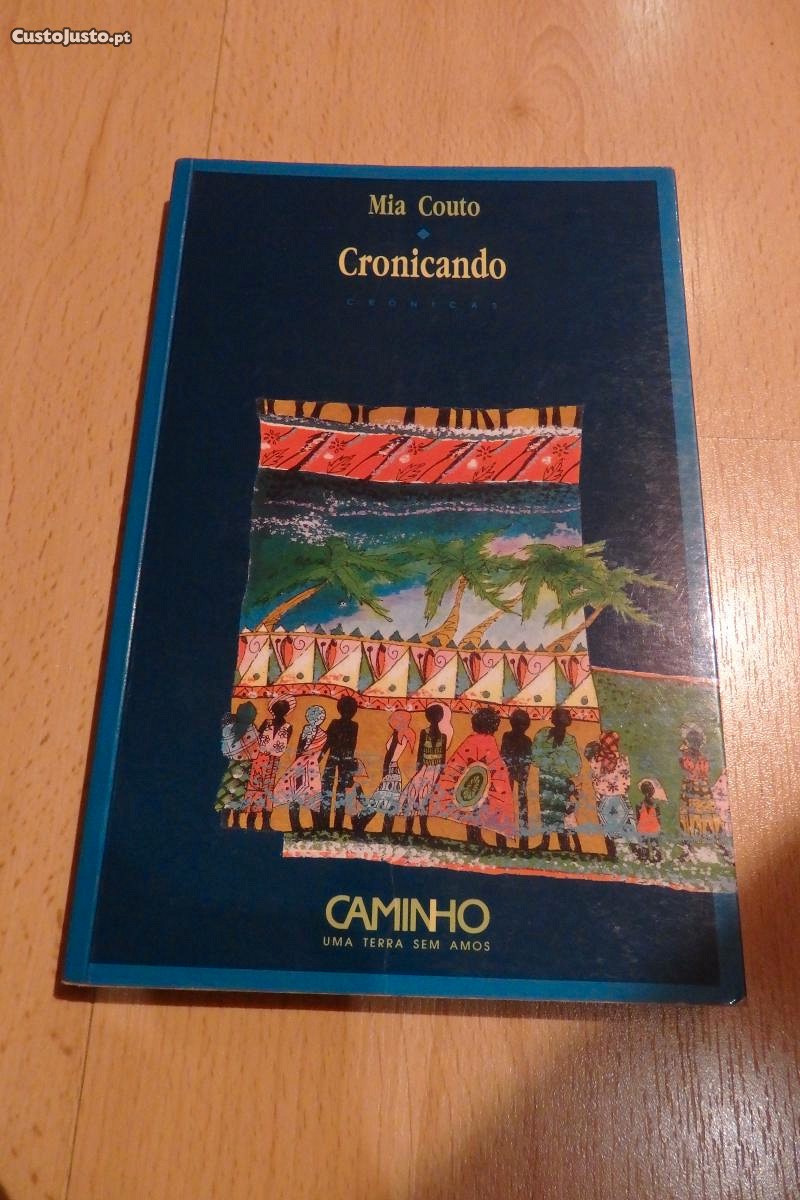 CustoJusto.pt
Mia Couto
Cronicando
CRÓNICAS
CAMINHO
UMA TERRA SEM AMOS